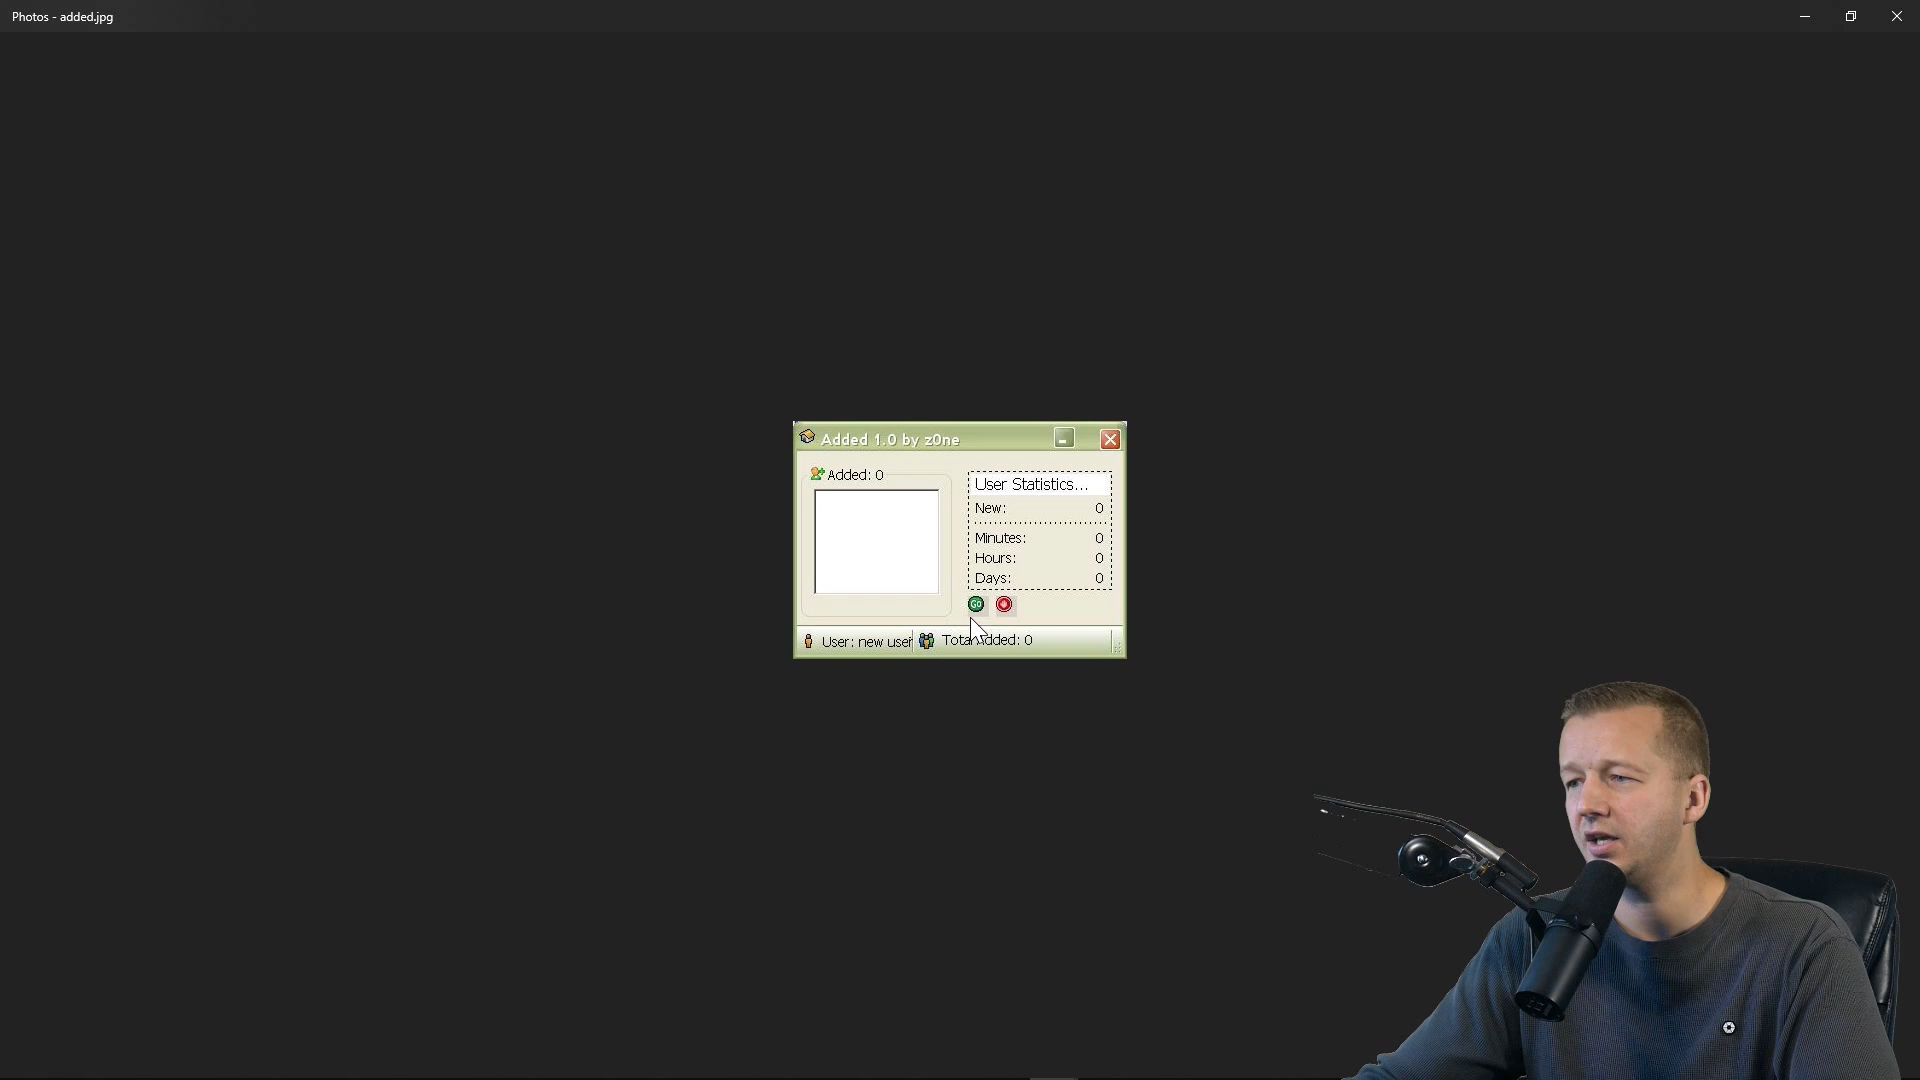 Photos - added.jpg
Added 1.0 by z0ne
Added: 0
User Statistics...
New: 0
Minutes: 0
Hours: 0
Days: 0
Go
User: new user
Total Added: 0